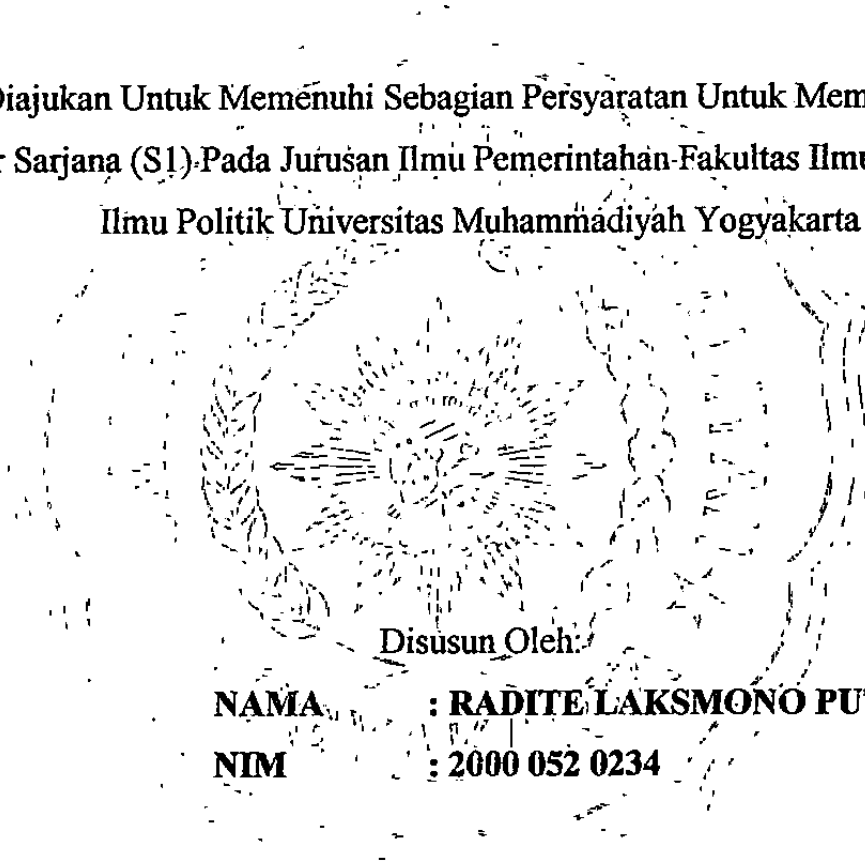 Diajukan Untuk Memenuhi Sebagian Persyaratan Untuk Mem
r Sarjana (S1) Pada Jurusan Ilmu Pemerintahan Fakultas Ilmu
Ilmu Politik Universitas Muhammadiyah Yogyakarta
Disusun Oleh:
NAMA : RADITE LAKSMONO PU
NIM : 2000 052 0234